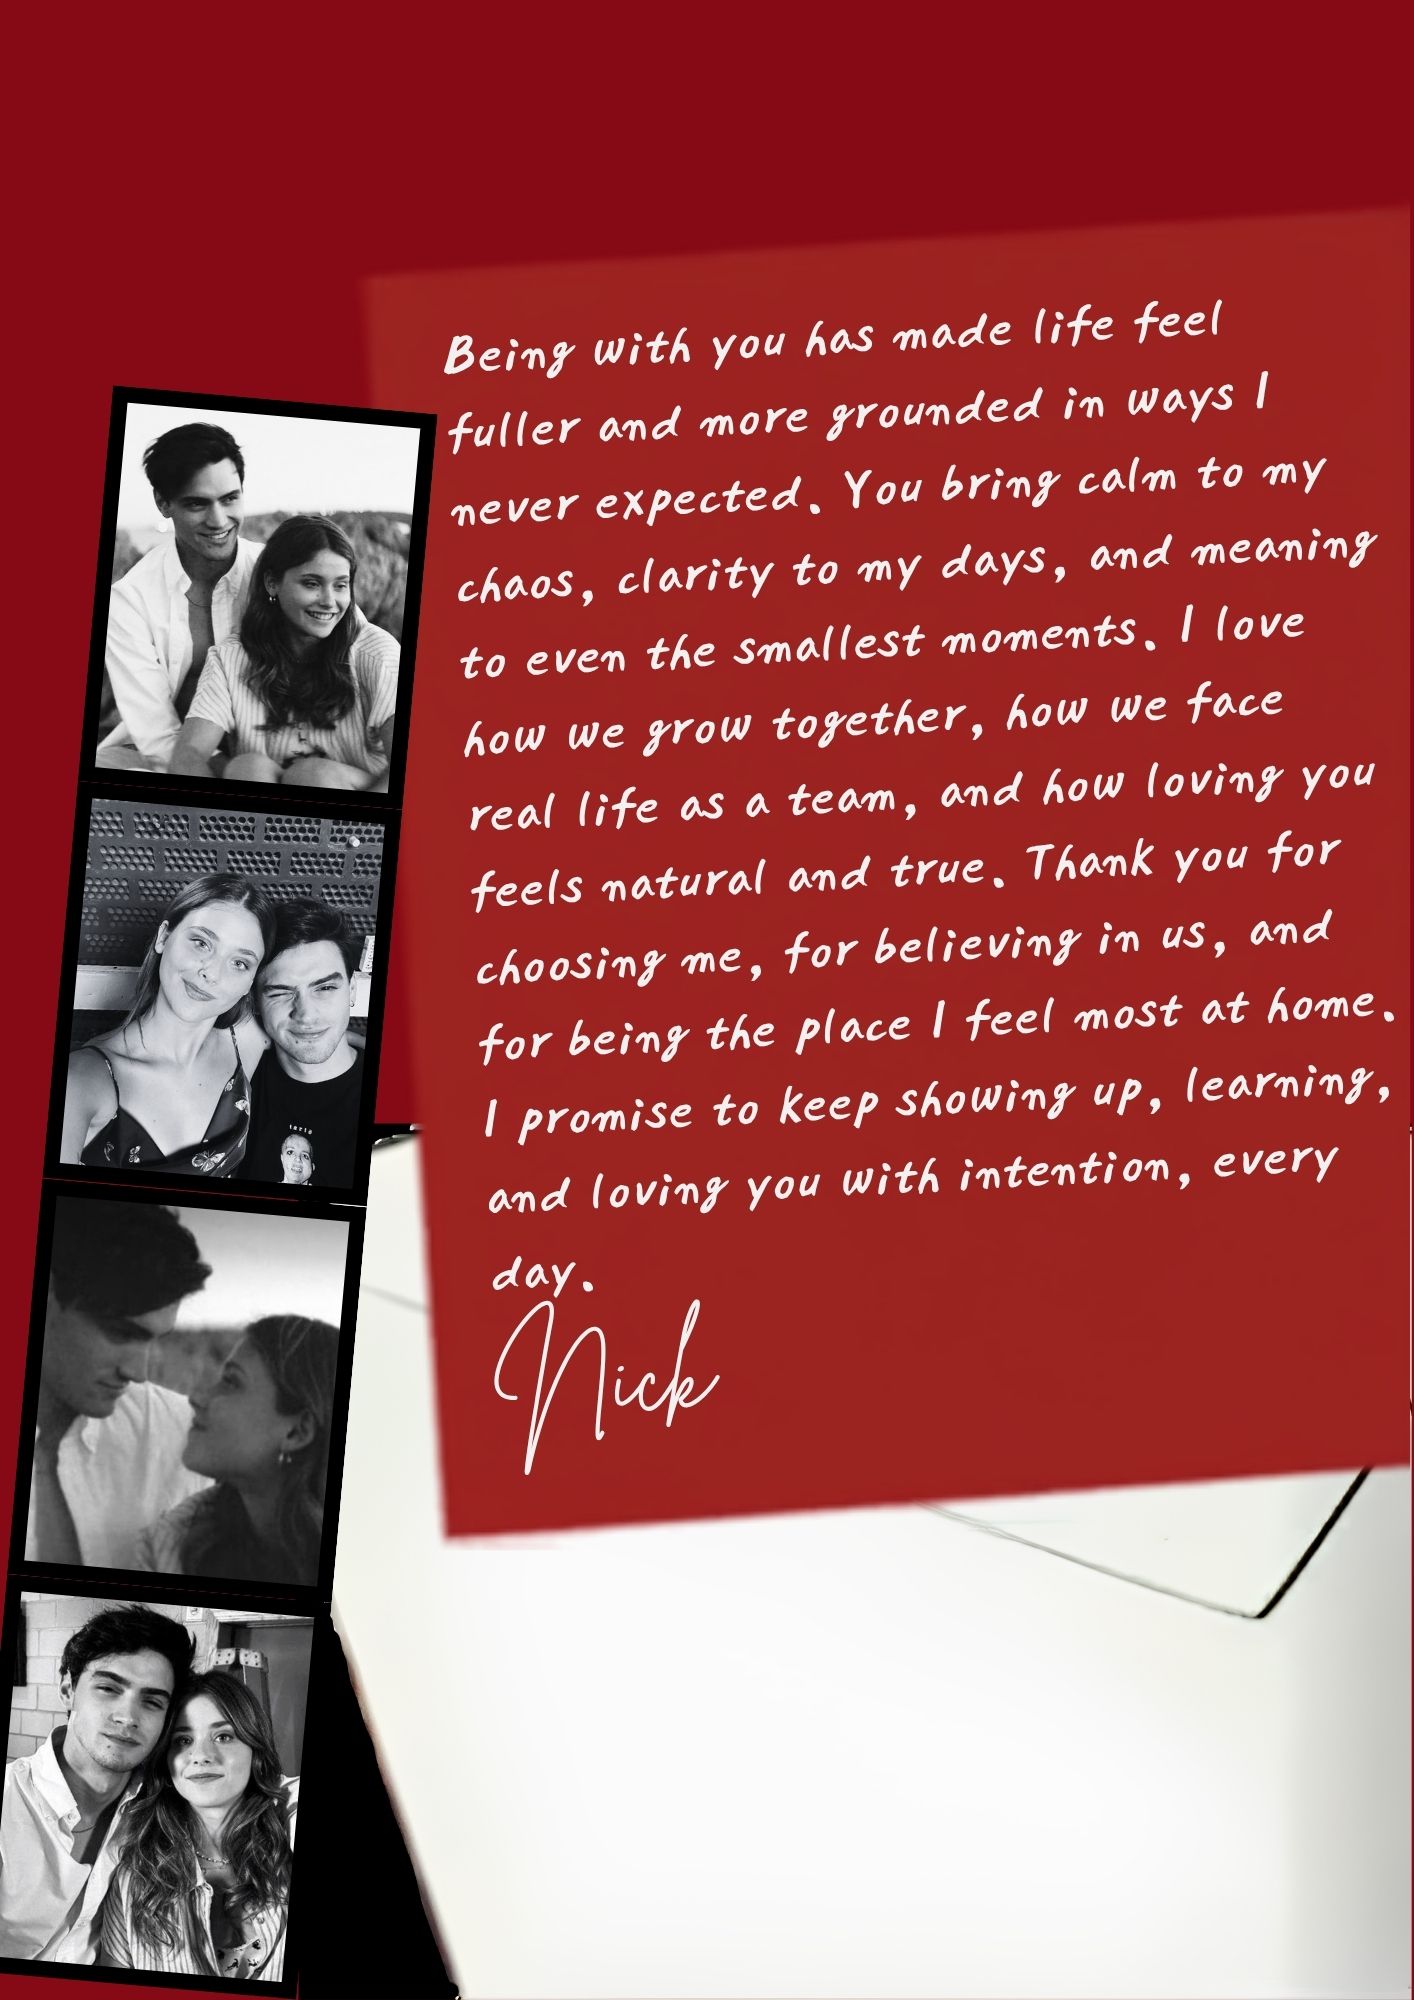 Being with you has made life feel
fuller and more grounded in ways I
never expected. You bring calm to my
chaos, clarity to my days, and meaning
to even the smallest moments. I love
how we grow together, how we face
real life as a team, and how loving you
feels natural and true. Thank you for
choosing me, for believing in us, and
for being the place I feel most at home.
I promise to keep showing up, learning,
and loving you with intention, every
day.
Nick